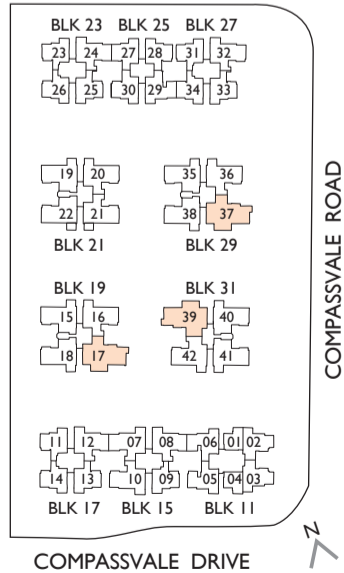 BLK 23 BLK 25 BLK 27
23 24 27 28 31 32
26 25 30 29 34 33
19 20 35 36
22 21 38 37
BLK 21 BLK 29
COMPASSVALE ROAD
BLK 19 BLK 31
15 16 39 40
18 17 42 41
11 12 07 08 06 01 02
14 13 10 09 05 04 03
BLK 17 BLK 15 BLK 11
N
COMPASSVALE DRIVE